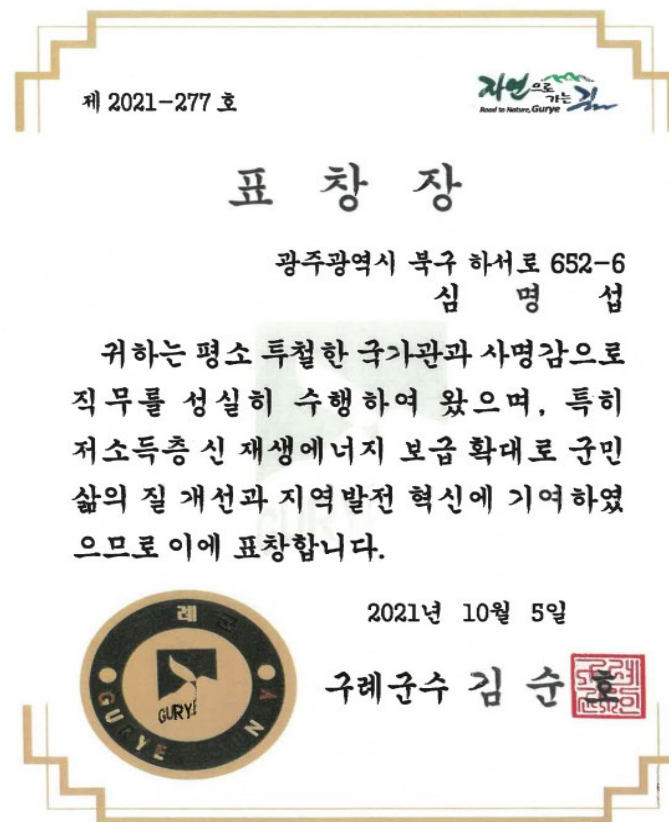 제 2021-277 호
자연으로 가는 길
Road to Nature, Gurye
표 창 장
광주광역시 북구 하서로 652-6
심 명 섭
귀하는 평소 투철한 국가관과 사명감으로
직무를 성실히 수행하여 왔으며, 특히
저소득층 신 재생에너지 보급 확대로 군민
삶의 질 개선과 지역발전 혁신에 기여하였
으므로 이에 표창합니다.
2021년 10월 5일
구례군수 김 순 호
례 군
GURYE
GURYE